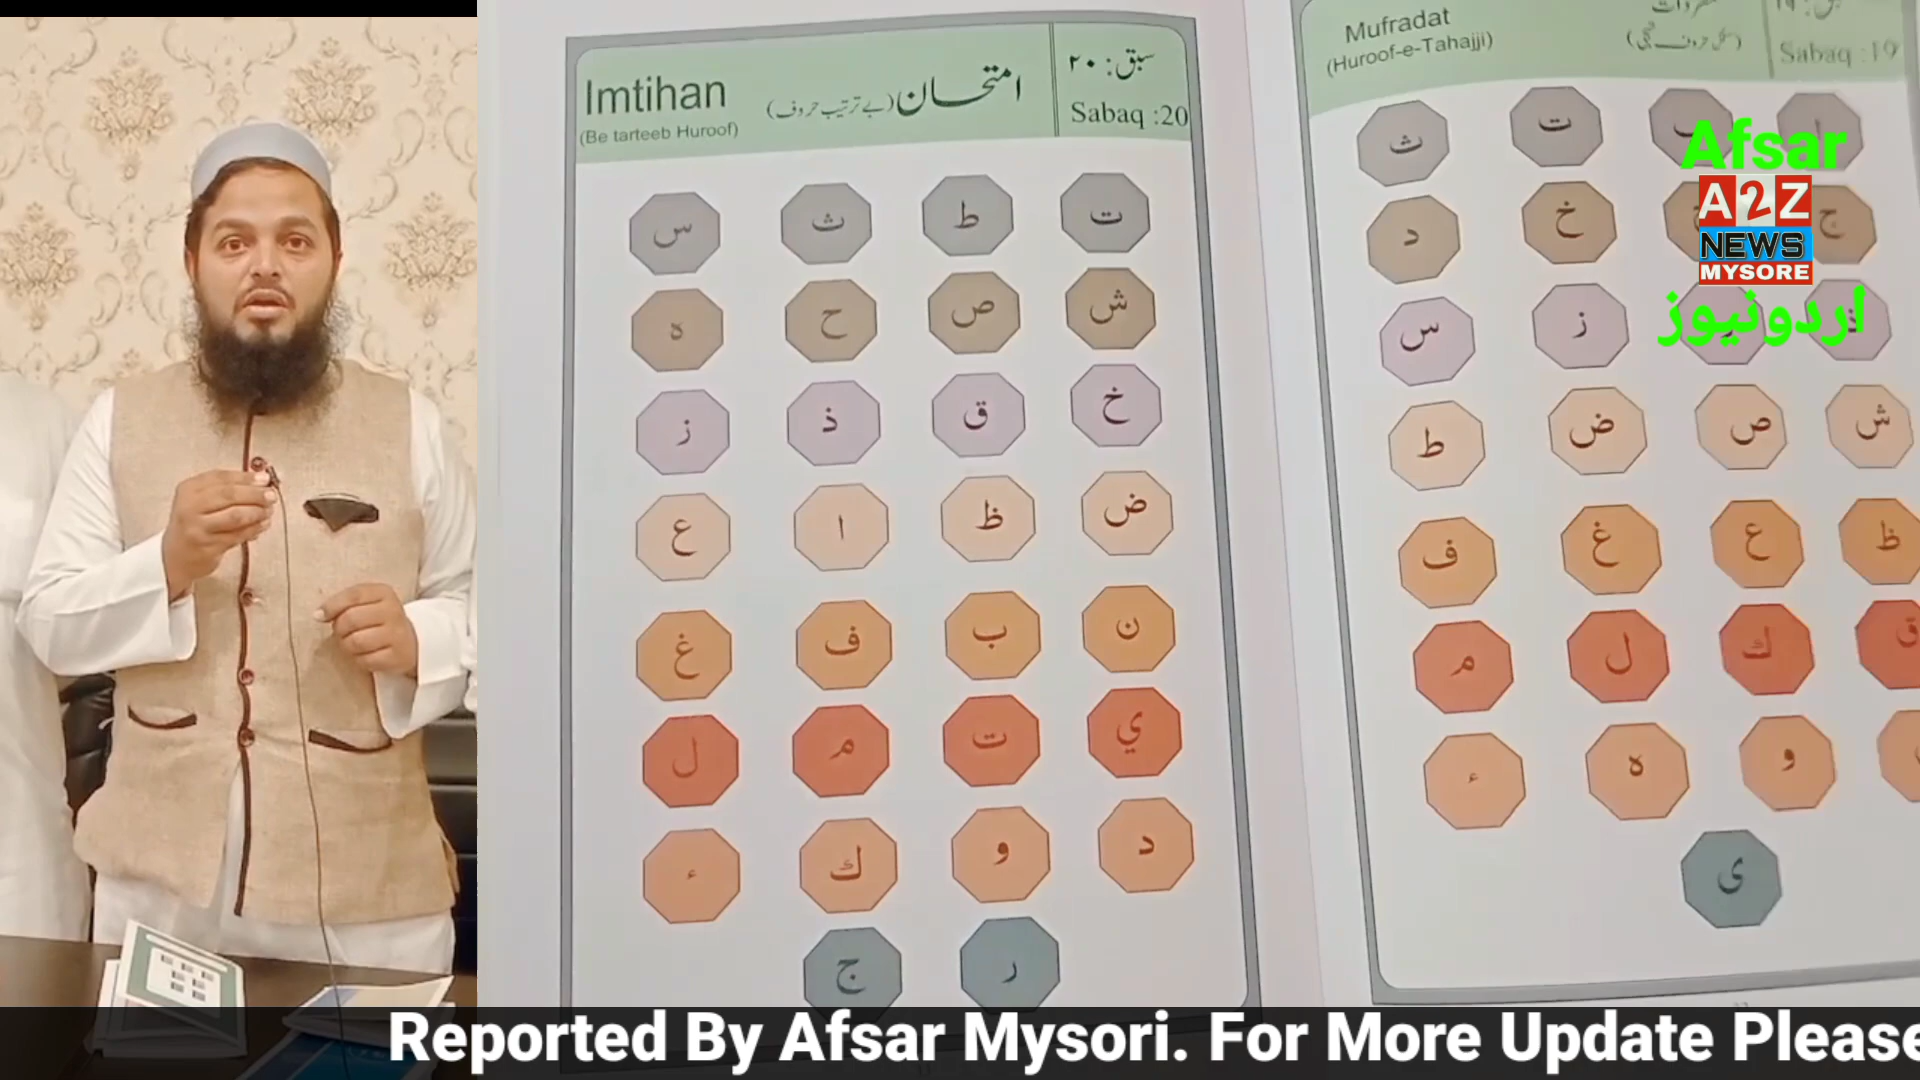 Imtihan
(Be tarteeb Huroof)
امتحان (بے ترتیب حروف)
سبق: ۲۰
Sabaq :20
ت ط ث س
ش ص ح ہ
خ ق ذ ز
ض ظ ا ع
ن ب ف غ
ي ت م ل
د و ك ء
ر ج
Mufradat
(Huroof-e-Tahajji)
Sabaq :19
ا ب ت ث
ج خ د
ذ ز س
ش ص ض ط
ظ ع غ ف
ق ك ل م
و ہ ء
ى
Afsar
A2Z
NEWS
MYSORE
اردونیوز
Reported By Afsar Mysori. For More Update Please